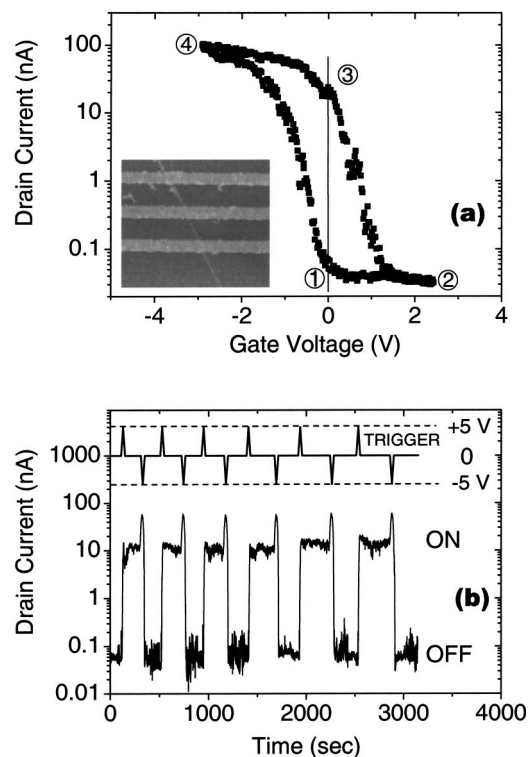 100
10
1
0.1
Drain Current (nA)
④
③
①
②
(a)
-4
-2
0
2
4
Gate Voltage (V)
+5 V
TRIGGER
0
-5 V
1000
100
10
1
0.1
0.01
Drain Current (nA)
ON
(b)
OFF
0
1000
2000
3000
4000
Time (sec)